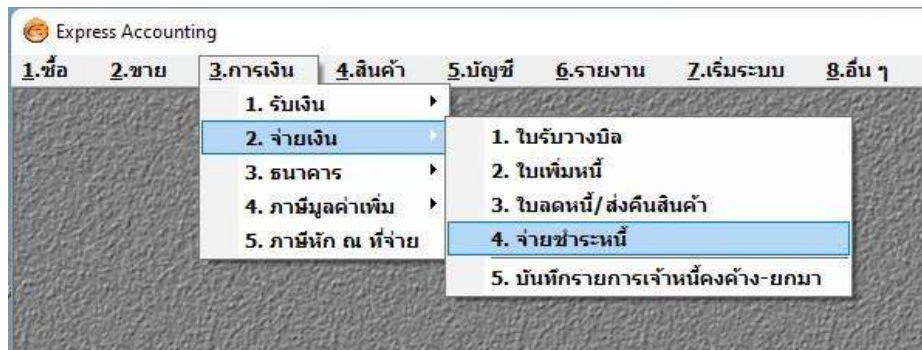 Express Accounting
1.ซื้อ 2.ขาย 3.การเงิน 4.สินค้า 5.บัญชี 6.รายงาน 7.เริ่มระบบ 8.อื่น ๆ
1. รับเงิน
2. จ่ายเงิน
3. ธนาคาร
4. ภาษีมูลค่าเพิ่ม
5. ภาษีหัก ณ ที่จ่าย
1. ใบรับวางบิล
2. ใบเพิ่มหนี้
3. ใบลดหนี้/ส่งคืนสินค้า
4. จ่ายชำระหนี้
5. บันทึกรายการเจ้าหนี้คงค้าง-ยกมา